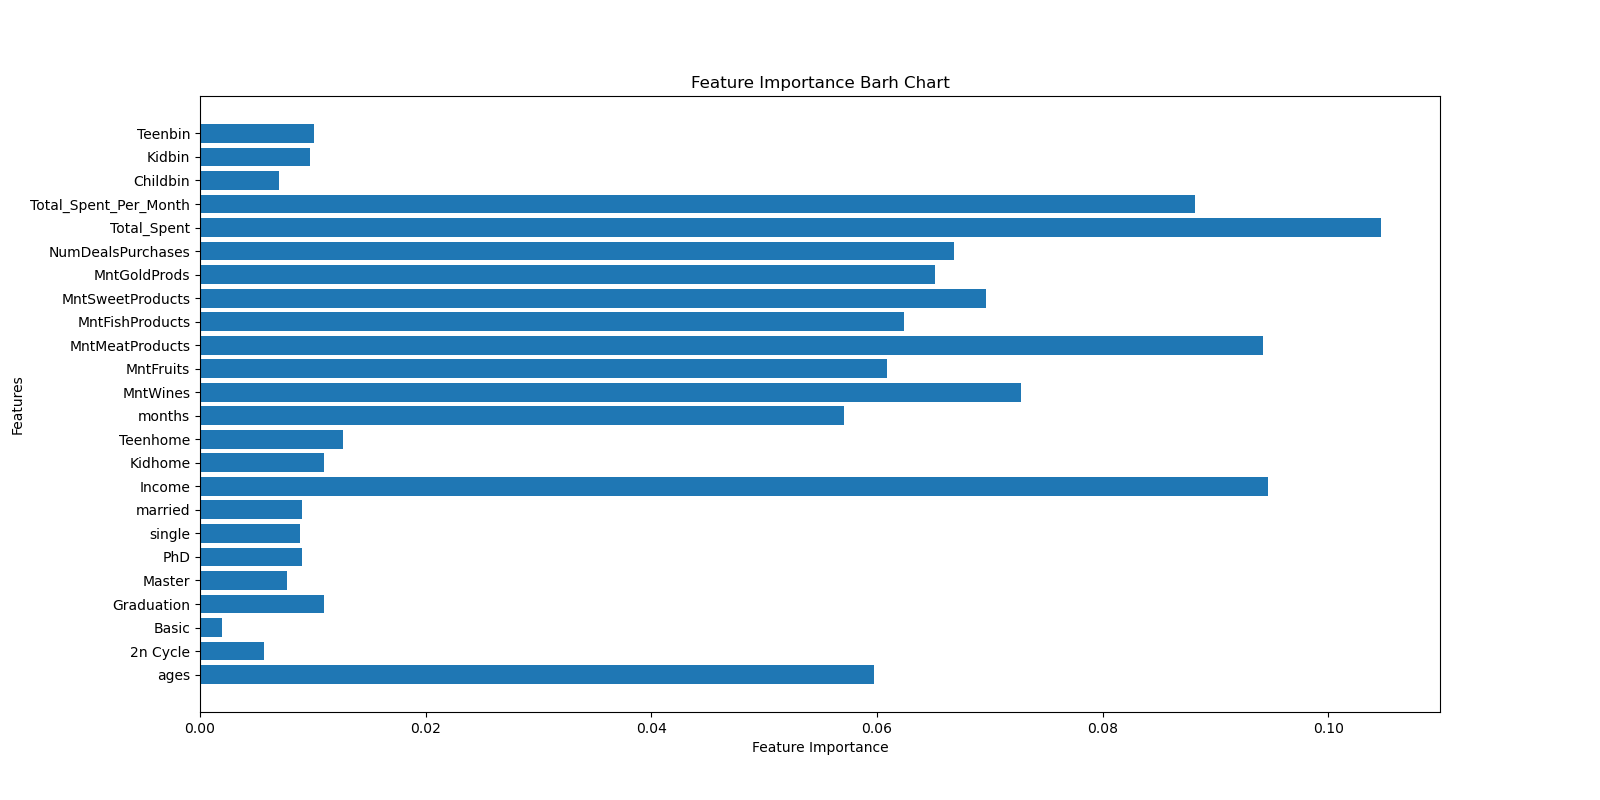 Feature Importance Barh Chart
Teenbin
Kidbin
Childbin
Total_Spent_Per_Month
Total_Spent
NumDealsPurchases
MntGoldProds
MntSweetProducts
MntFishProducts
MntMeatProducts
MntFruits
MntWines
months
Teenhome
Kidhome
Income
married
single
PhD
Master
Graduation
Basic
2n Cycle
ages
Features
0.00 0.02 0.04 0.06 0.08 0.10
Feature Importance